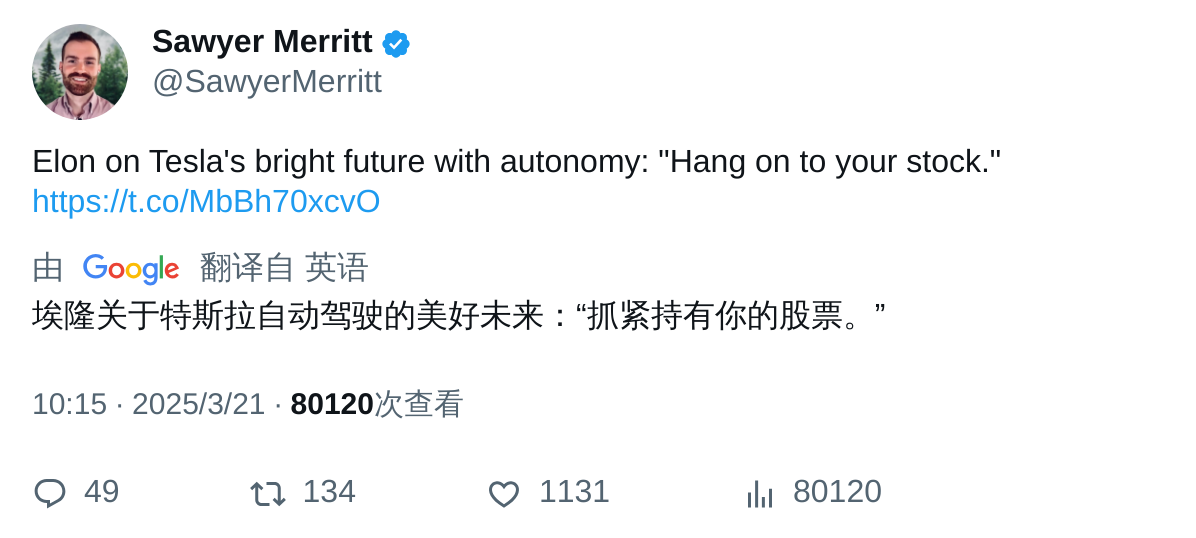 Sawyer Merritt
@SawyerMerritt
Elon on Tesla's bright future with autonomy: "Hang on to your stock."
https://t.co/MbBh70xcvO
由 Google 翻译自 英语
埃隆关于特斯拉自动驾驶的美好未来：“抓紧持有你的股票。”
10:15 · 2025/3/21 · 80120次查看
49 134 1131 80120